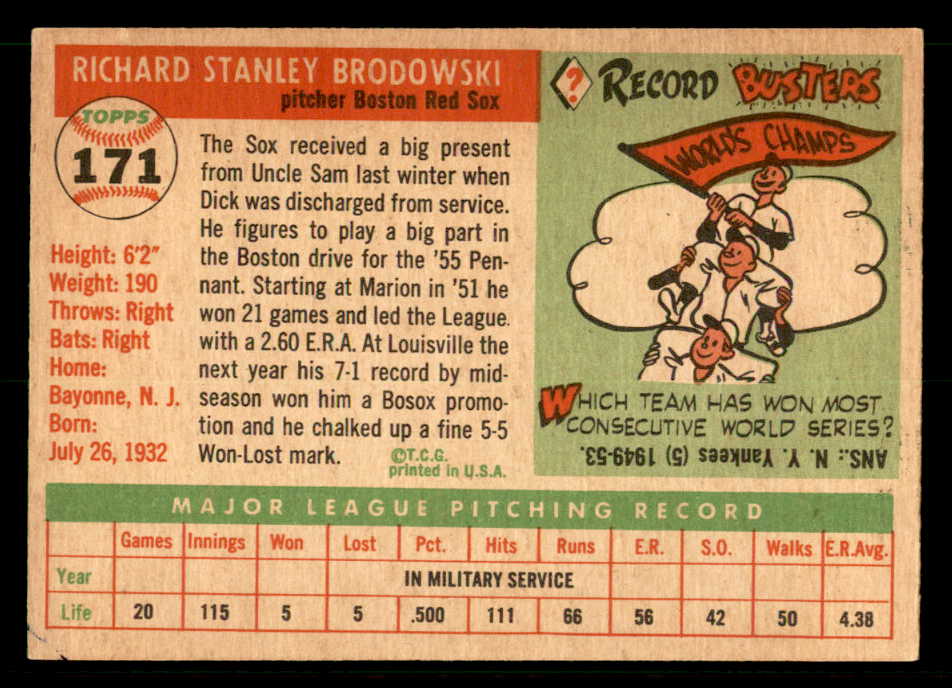 RICHARD STANLEY BRODOWSKI
pitcher Boston Red Sox
TOPPS
171
Height: 6'2"
Weight: 190
Throws: Right
Bats: Right
Home:
Bayonne, N. J.
Born:
July 26, 1932
The Sox received a big present
from Uncle Sam last winter when
Dick was discharged from service.
He figures to play a big part in
the Boston drive for the '55 Pen-
nant. Starting at Marion in '51 he
won 21 games and led the League
with a 2.60 E.R.A. At Louisville the
next year his 7-1 record by mid-
season won him a Bosox promo-
tion and he chalked up a fine 5-5
Won-Lost mark.
©T.C.G.
printed in U.S.A.
? RECORD BUSTERS
WORLD'S CHAMPS
WHICH TEAM HAS WON MOST
CONSECUTIVE WORLD SERIES?
ANS.: N. Y. Yankees (5) 1949-53.
MAJOR LEAGUE PITCHING RECORD
Games Innings Won Lost Pct. Hits Runs E.R. S.O. Walks E.R.Avg.
Year IN MILITARY SERVICE
Life 20 115 5 5 .500 111 66 56 42 50 4.38